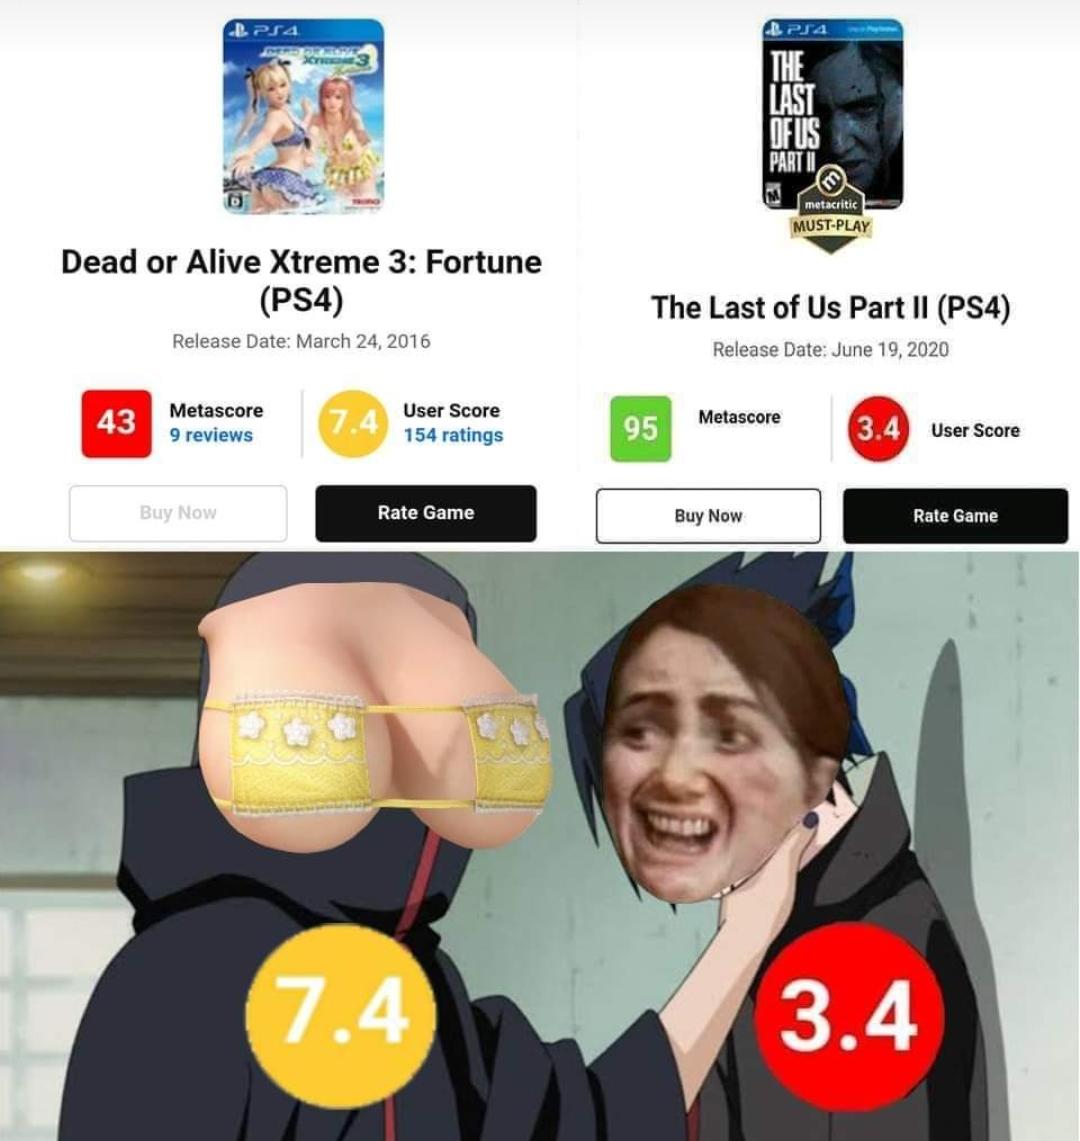 PS4
DEAD OR ALIVE
XTREME 3
Dead or Alive Xtreme 3: Fortune
(PS4)
Release Date: March 24, 2016
43
Metascore
9 reviews
7.4
User Score
154 ratings
Buy Now
Rate Game
PS4
THE
LAST
OF US
PART II
M
metacritic
MUST-PLAY
The Last of Us Part II (PS4)
Release Date: June 19, 2020
95
Metascore
3.4
User Score
Buy Now
Rate Game
7.4
3.4